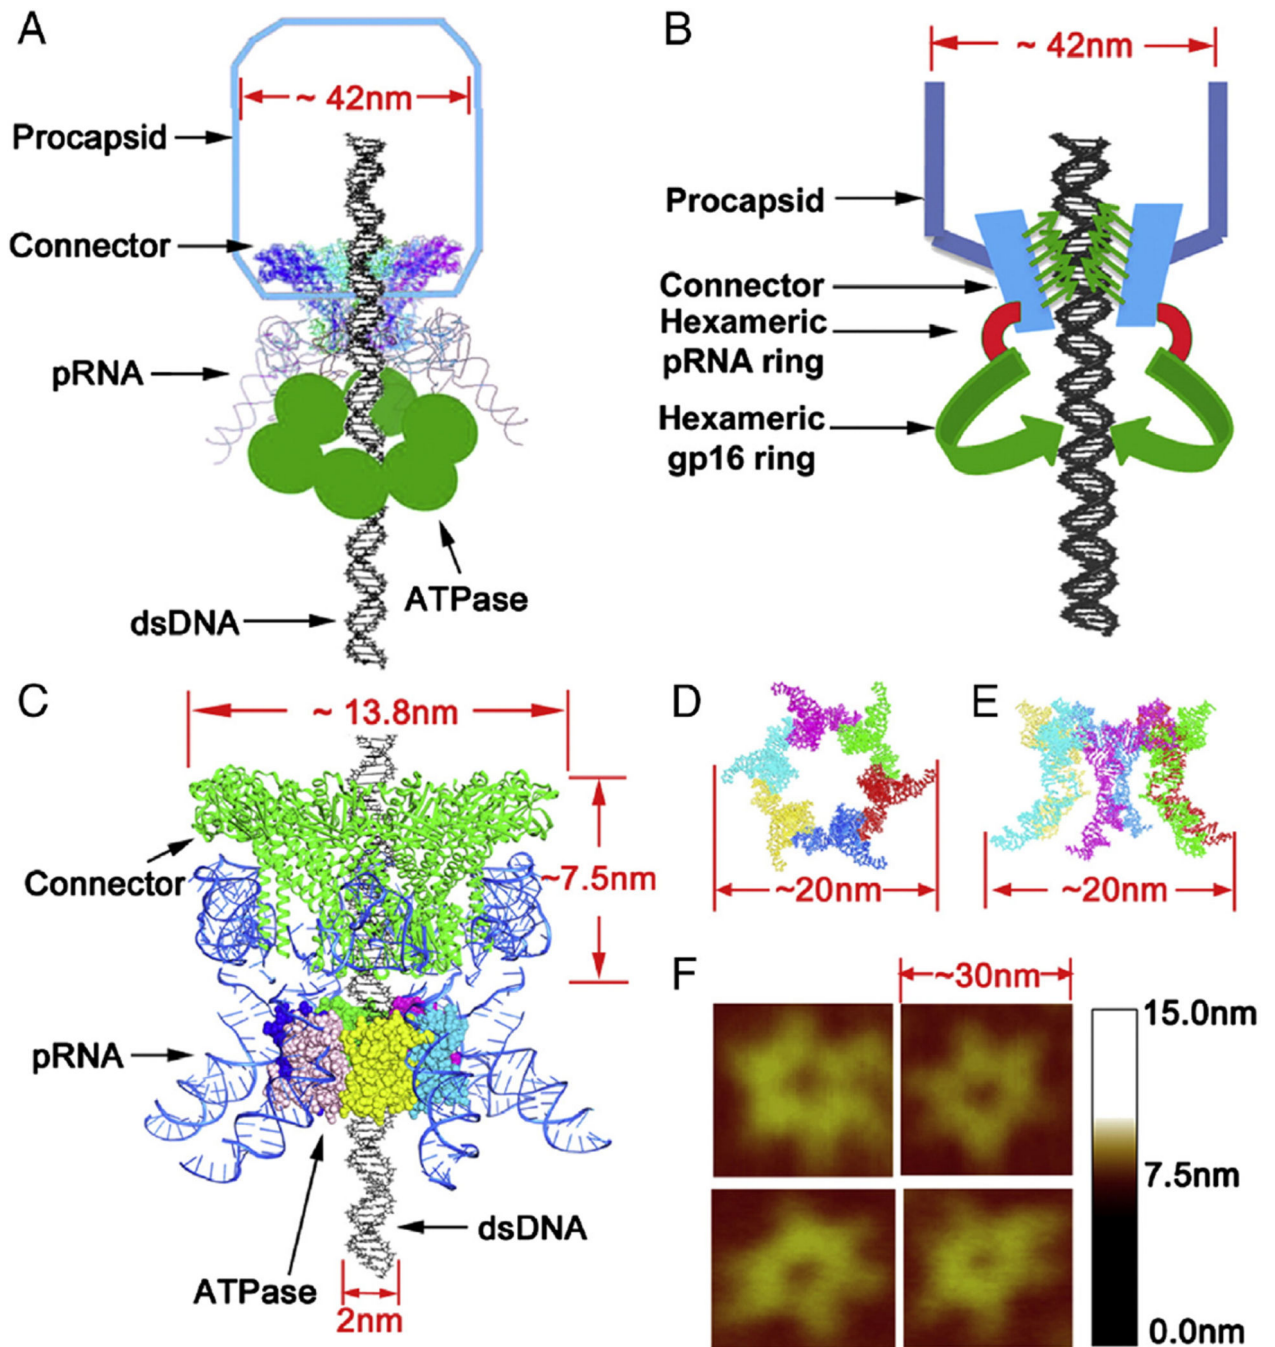 A
~ 42nm
Procapsid
Connector
pRNA
ATPase
dsDNA
B
~ 42nm
Procapsid
Connector
Hexameric
pRNA ring
Hexameric
gp16 ring
C
~ 13.8nm
~7.5nm
Connector
pRNA
dsDNA
ATPase
2nm
D
~20nm
E
~20nm
F
~30nm
15.0nm
7.5nm
0.0nm